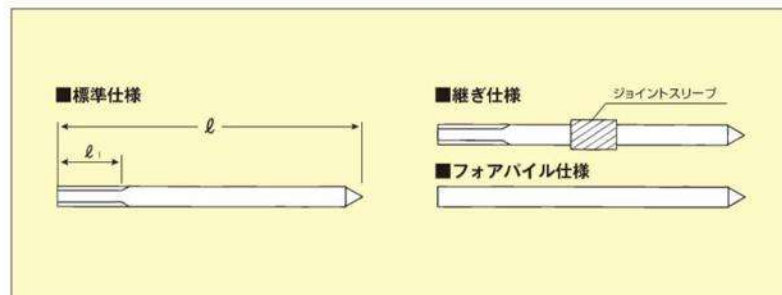 ■標準仕様
ℓ
ℓ1
■継ぎ仕様
ジョイントスリーブ
■フォアパイル仕様